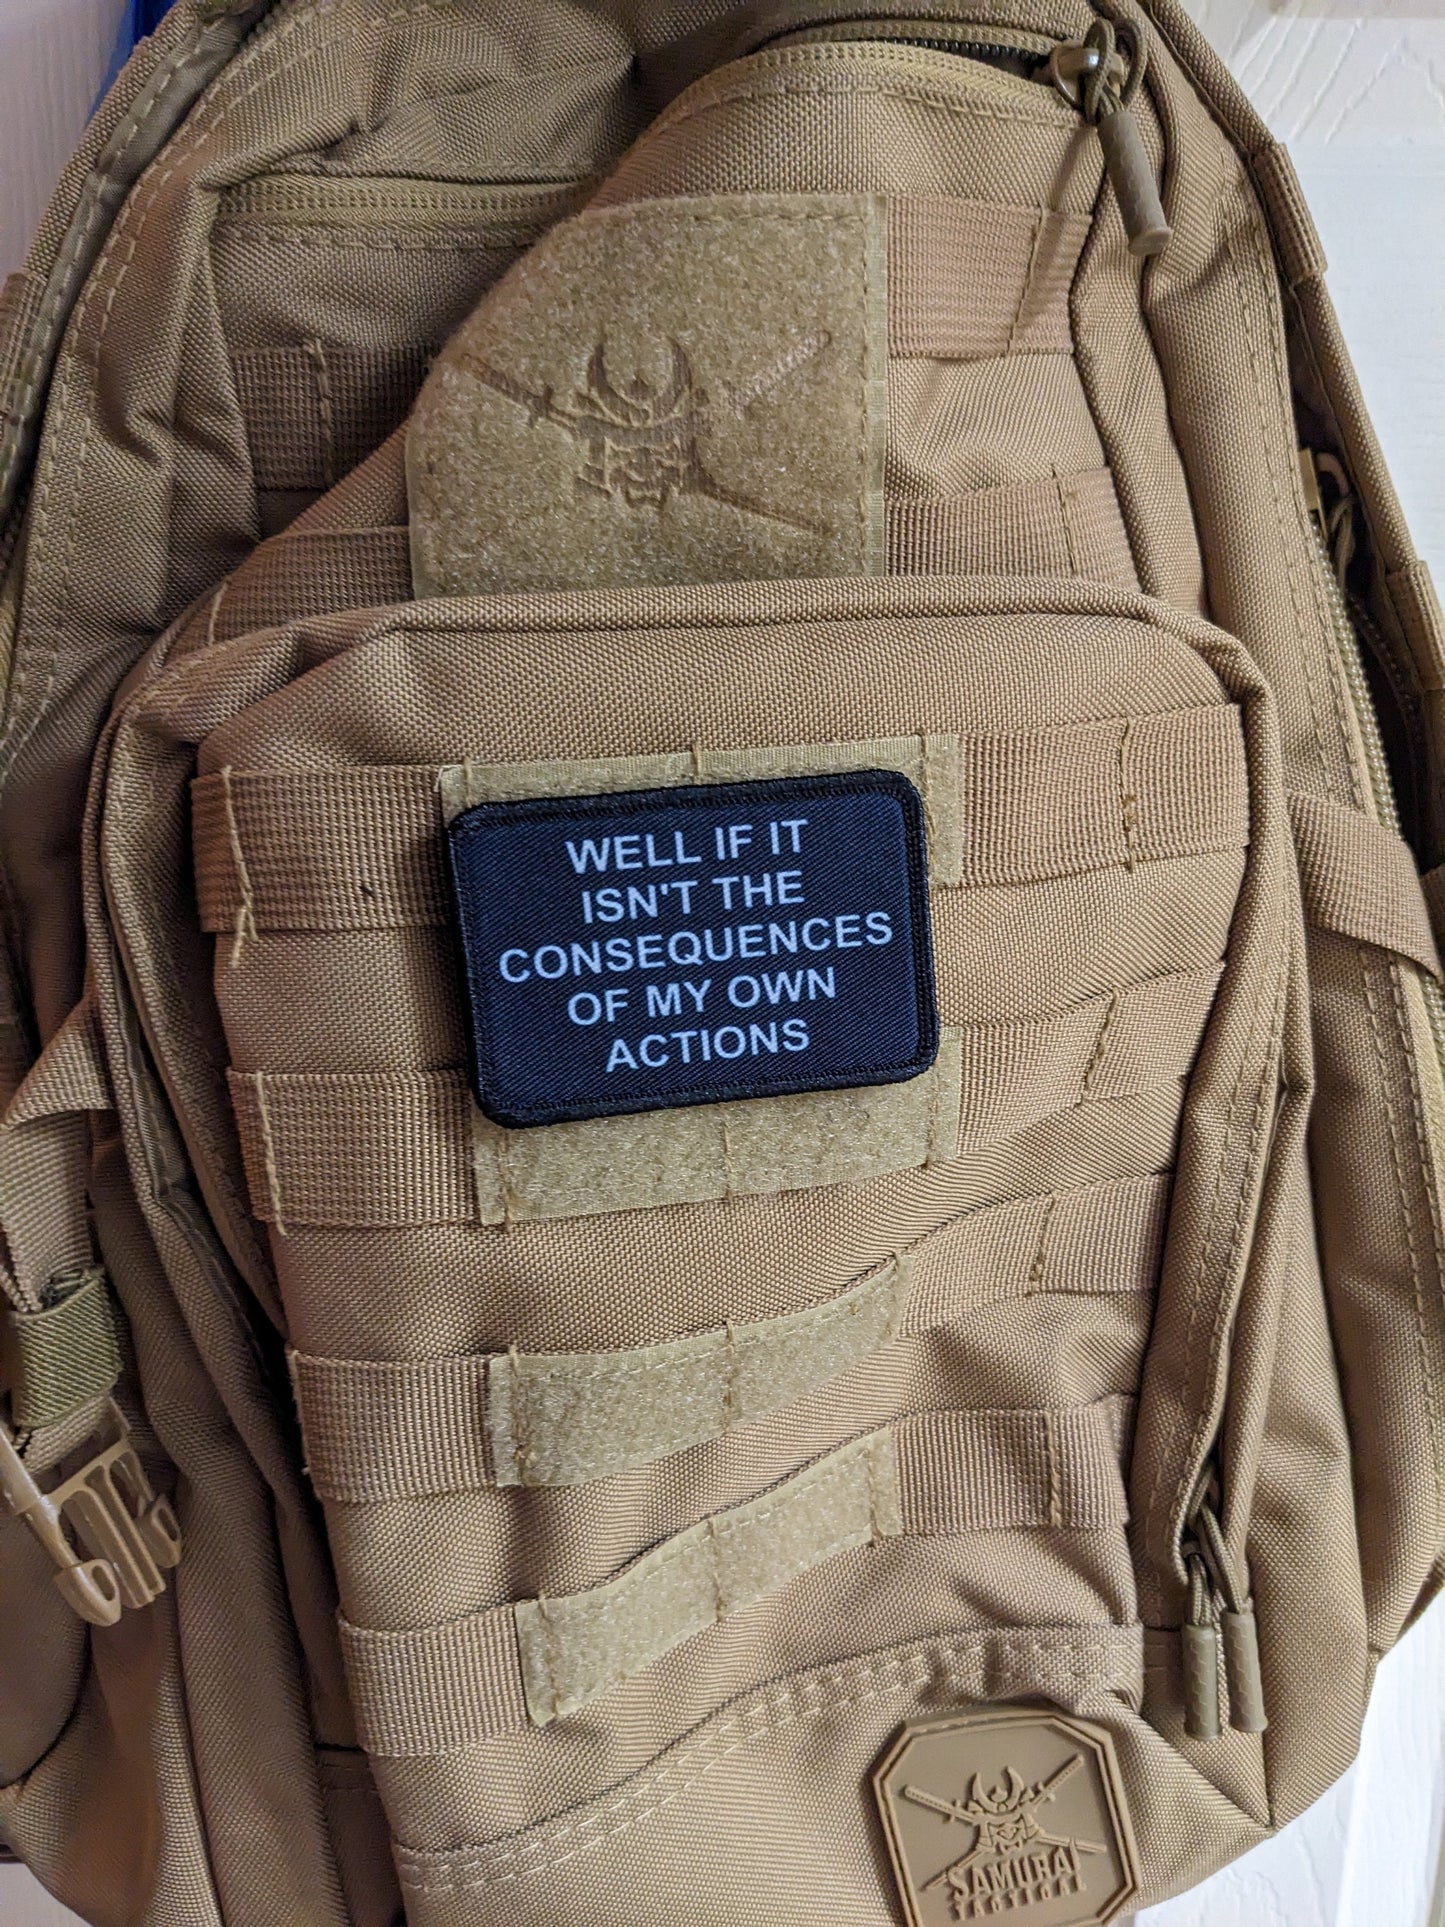 WELL IF IT
ISN'T THE
CONSEQUENCES
OF MY OWN
ACTIONS
SAMURAI
TACTICAL